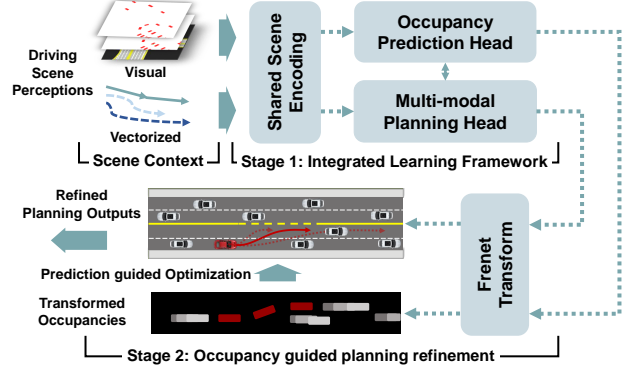 Driving
Scene
Perceptions
Visual
Vectorized
Shared Scene
Encoding
Occupancy
Prediction Head
Multi-modal
Planning Head
Scene Context
Stage 1: Integrated Learning Framework
Refined
Planning Outputs
Prediction guided Optimization
Transformed
Occupancies
Frenet
Transform
Stage 2: Occupancy guided planning refinement